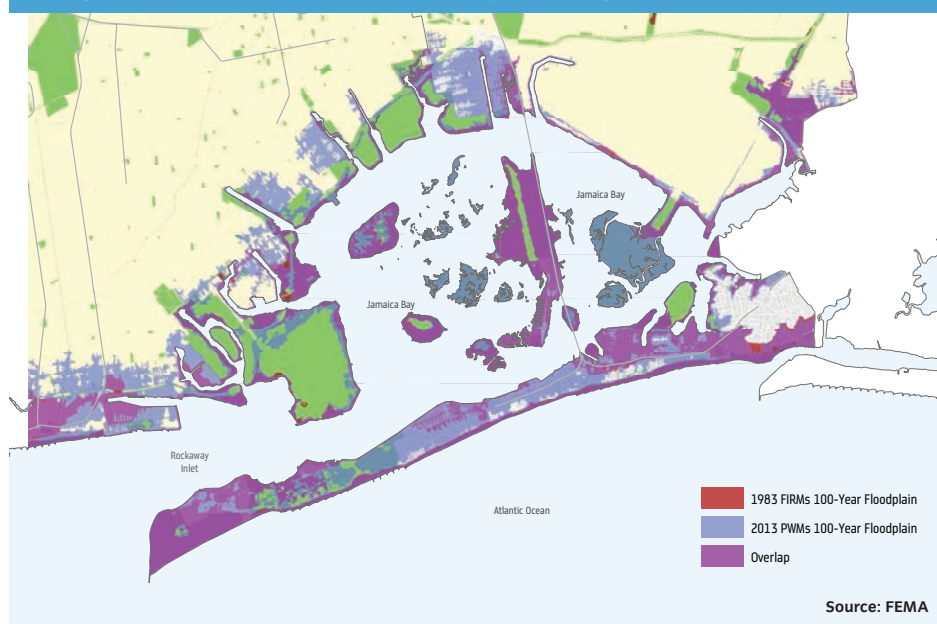 Jamaica Bay
Jamaica Bay
Rockaway
Inlet
Atlantic Ocean
1983 FIRMs 100-Year Floodplain
2013 PWMs 100-Year Floodplain
Overlap
Source: FEMA